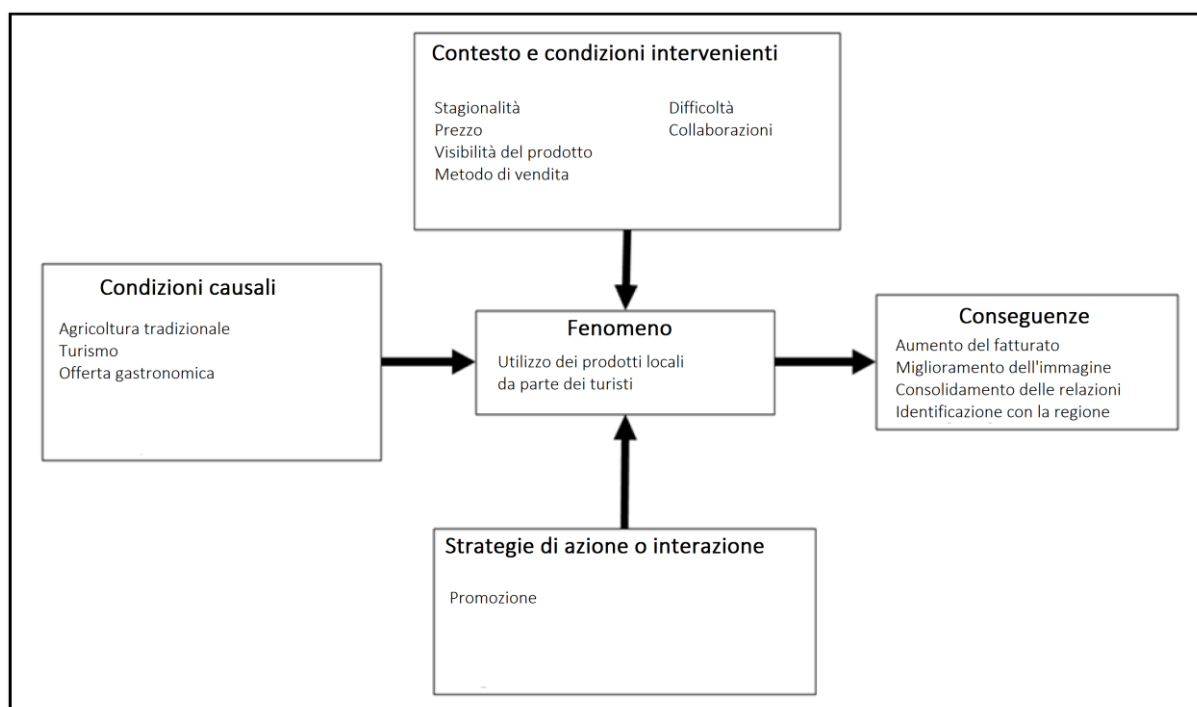 Contesto e condizioni intervenienti
Stagionalità
Prezzo
Visibilità del prodotto
Metodo di vendita
Difficoltà
Collaborazioni
Condizioni causali
Agricoltura tradizionale
Turismo
Offerta gastronomica
Fenomeno
Utilizzo dei prodotti locali
da parte dei turisti
Conseguenze
Aumento del fatturato
Miglioramento dell'immagine
Consolidamento delle relazioni
Identificazione con la regione
Strategie di azione o interazione
Promozione